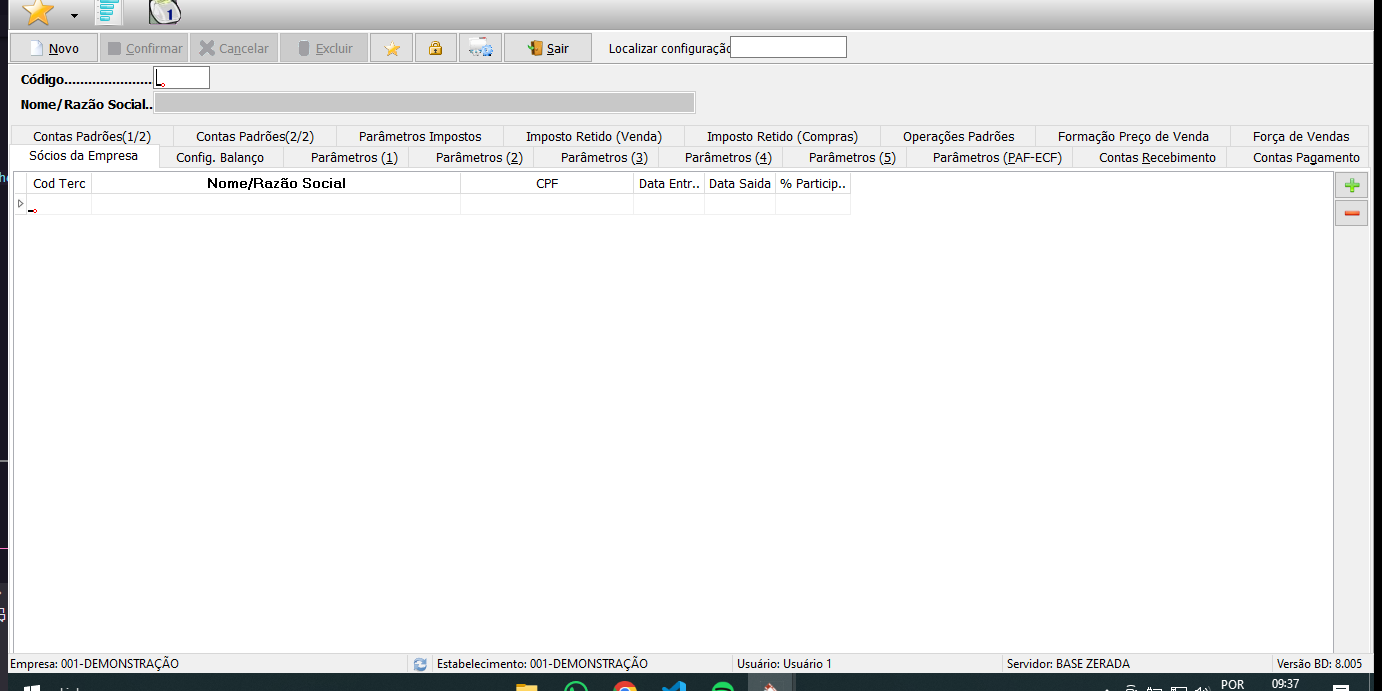 1
Novo Confirmar Cancelar Excluir Sair Localizar configuração
Código......................
Nome/Razão Social..
Contas Padrões(1/2) Contas Padrões(2/2) Parâmetros Impostos Imposto Retido (Venda) Imposto Retido (Compras) Operações Padrões Formação Preço de Venda Força de Vendas
Sócios da Empresa Config. Balanço Parâmetros (1) Parâmetros (2) Parâmetros (3) Parâmetros (4) Parâmetros (5) Parâmetros (PAF-ECF) Contas Recebimento Contas Pagamento
Cod Terc Nome/Razão Social CPF Data Entr.. Data Saida % Particip..
Empresa: 001-DEMONSTRAÇÃO Estabelecimento: 001-DEMONSTRAÇÃO Usuário: Usuário 1 Servidor: BASE ZERADA Versão BD: 8.005
POR 09:37